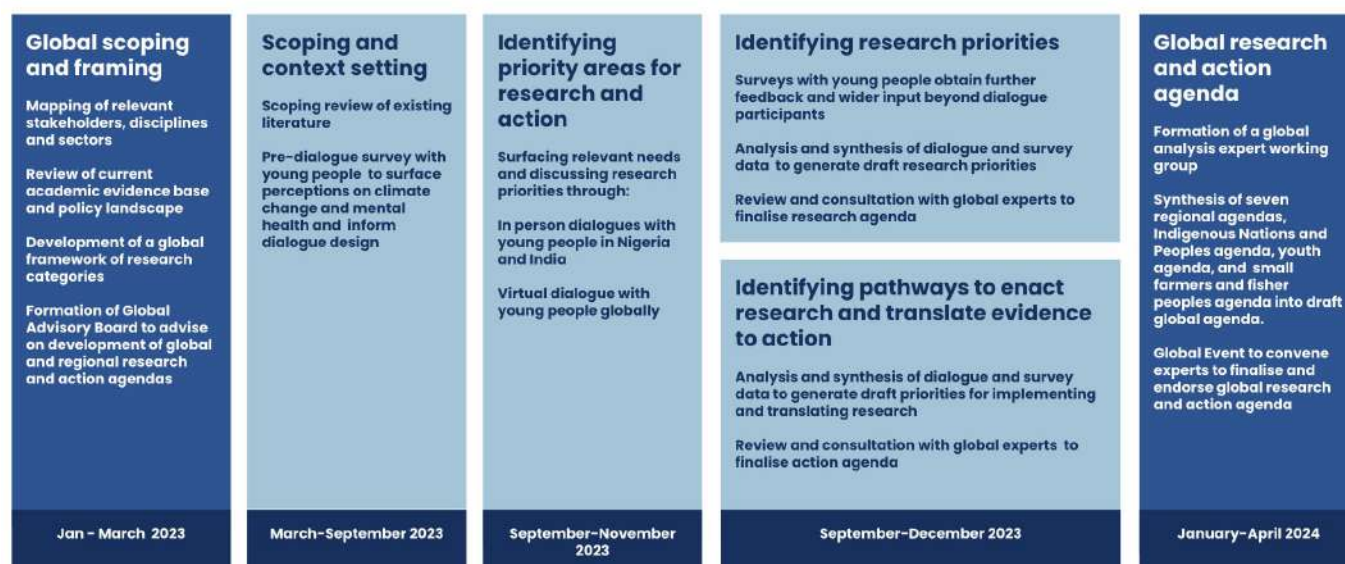 Global scoping
and framing
Mapping of relevant
stakeholders, disciplines
and sectors
Review of current
academic evidence base
and policy landscape
Development of a global
framework of research
categories
Formation of Global
Advisory Board to advise
on development of global
and regional research
and action agendas
Jan - March 2023
Scoping and
context setting
Scoping review of existing
literature
Pre-dialogue survey with
young people to surface
perceptions on climate
change and mental
health and inform
dialogue design
March-September 2023
Identifying
priority areas for
research and
action
Surfacing relevant needs
and discussing research
priorities through:
In person dialogues with
young people in Nigeria
and India
Virtual dialogue with
young people globally
September-November
2023
Identifying research priorities
Surveys with young people obtain further
feedback and wider input beyond dialogue
participants
Analysis and synthesis of dialogue and survey
data to generate draft research priorities
Review and consultation with global experts to
finalise research agenda
Identifying pathways to enact
research and translate evidence
to action
Analysis and synthesis of dialogue and survey
data to generate draft priorities for implementing
and translating research
Review and consultation with global experts to
finalise action agenda
September-December 2023
Global research
and action
agenda
Formation of a global
analysis expert working
group
Synthesis of seven
regional agendas,
Indigenous Nations and
Peoples agenda, youth
agenda, and small
farmers and fisher
peoples agenda into draft
global agenda.
Global Event to convene
experts to finalise and
endorse global research
and action agenda
January-April 2024